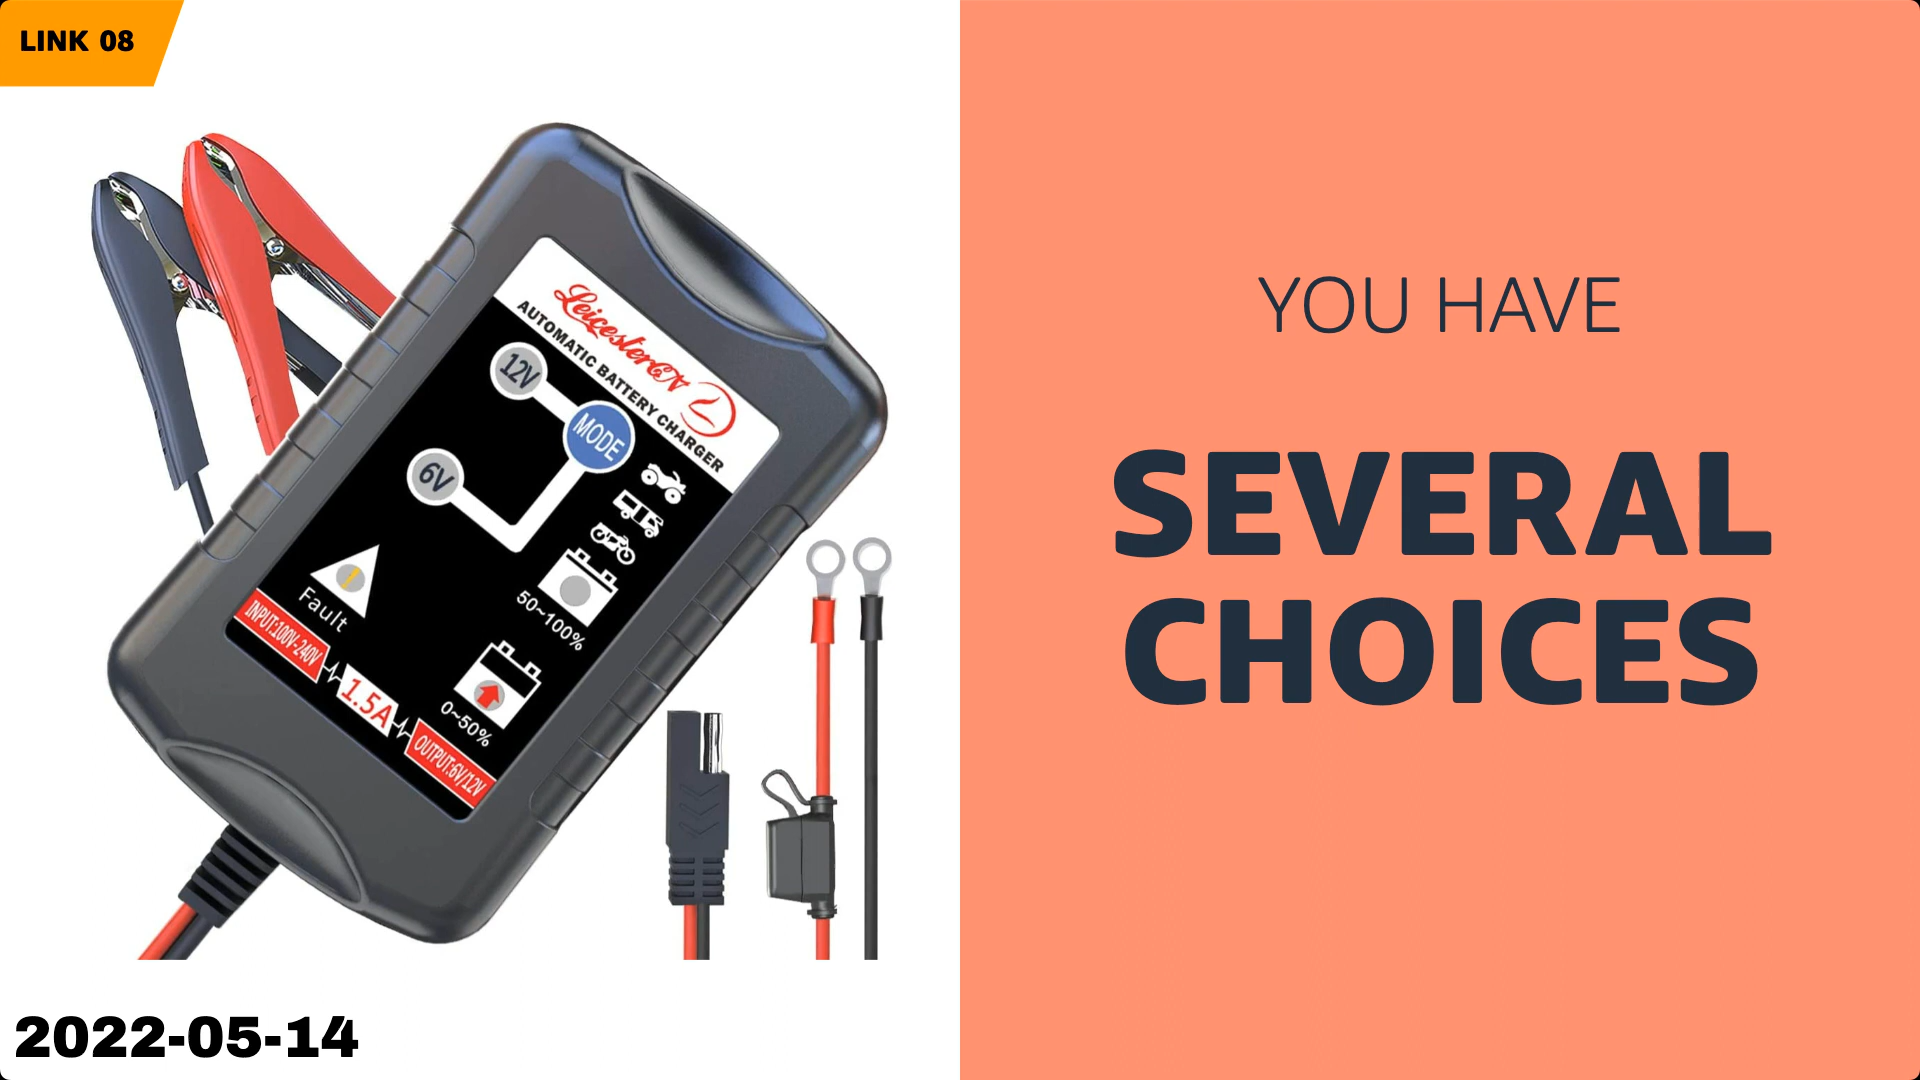 LINK 08
LeicesterCN
AUTOMATIC BATTERY CHARGER
12V
MODE
6V
Fault
50~100%
0~50%
INPUT:100V-240V
1.5A
OUTPUT:6V/12V
2022-05-14
YOU HAVE
SEVERAL
CHOICES